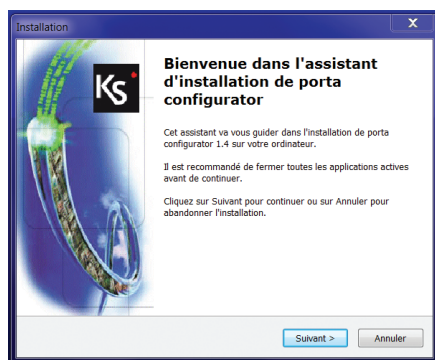 Installation
X
KS
Bienvenue dans l'assistant
d'installation de porta
configurator
Cet assistant va vous guider dans l'installation de porta
configurator 1.4 sur votre ordinateur.
Il est recommandé de fermer toutes les applications actives
avant de continuer.
Cliquez sur Suivant pour continuer ou sur Annuler pour
abandonner l'installation.
Suivant > Annuler